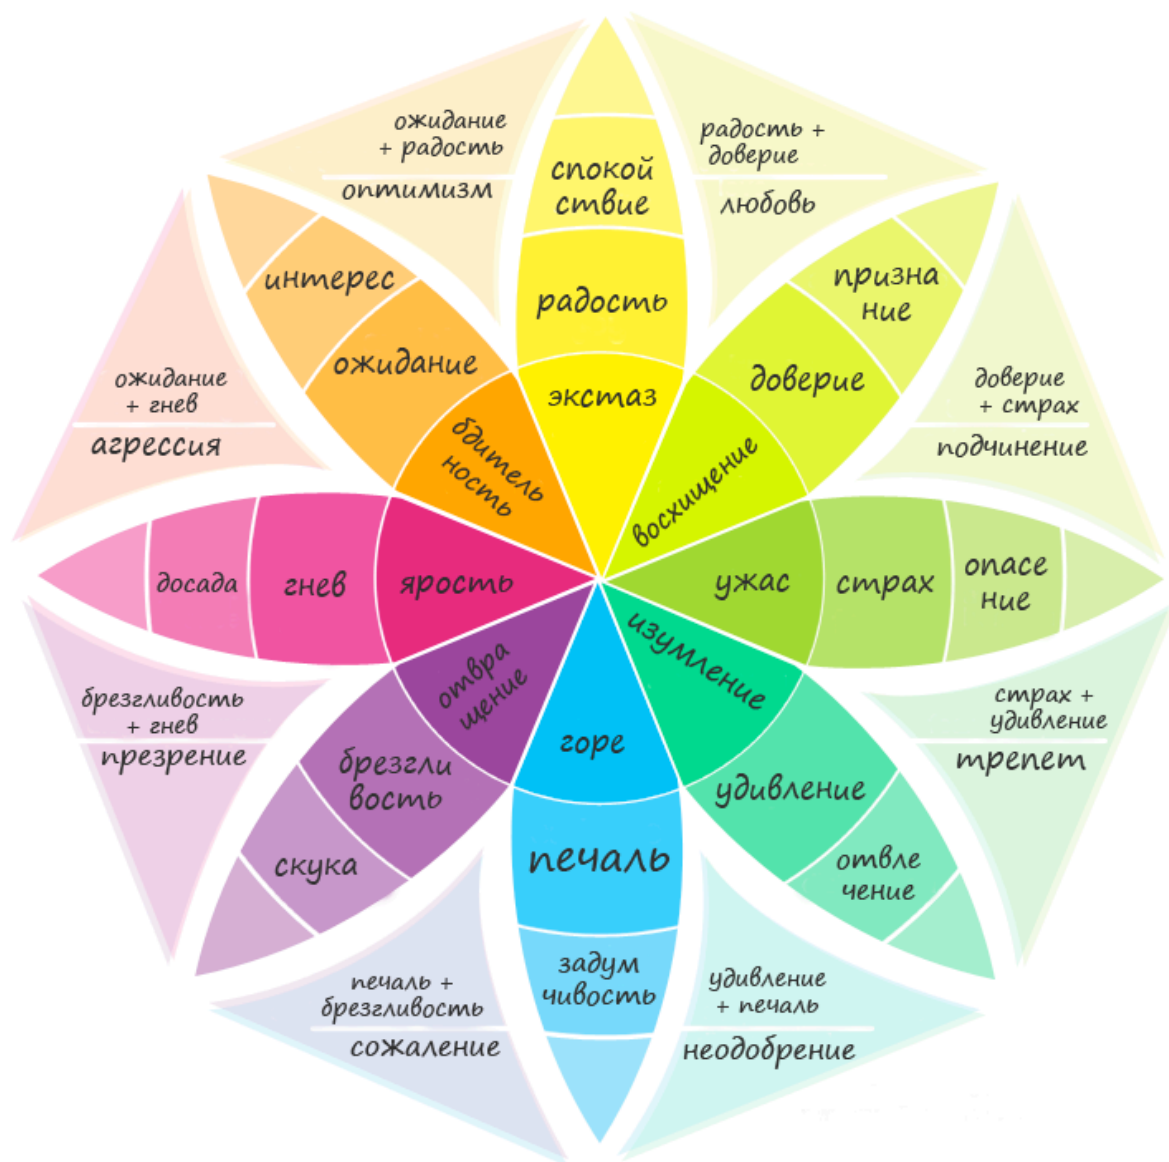 ожидание
+ радость
оптимизм
спокой
ствие
радость
экстаз
радость +
доверие
любовь
интерес
ожидание
бдитель
ность
призна
ние
доверие
восхищение
ожидание
+ гнев
агрессия
доверие
+ страх
подчинение
досада
гнев
ярость
ужас
страх
опасе
ние
брезгливость
+ гнев
презрение
отвра
щение
брезгли
вость
скука
горе
печаль
задум
чивость
изумление
удивление
отвле
чение
страх +
удивление
трепет
печаль +
брезгливость
сожаление
удивление
+ печаль
неодобрение